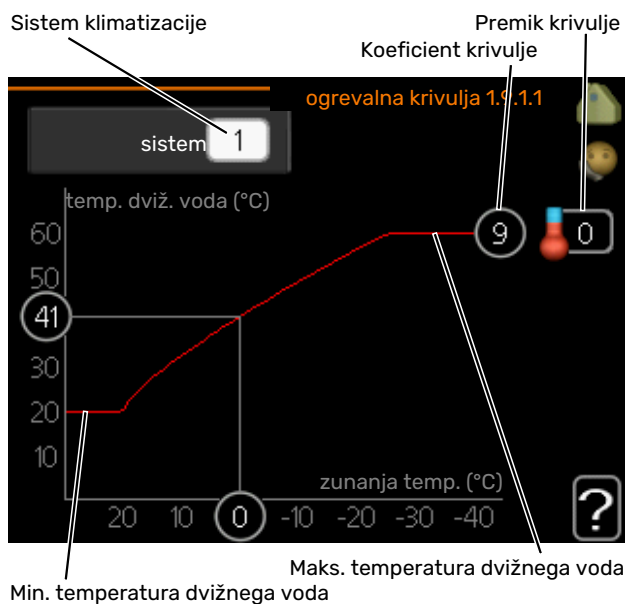 Sistem klimatizacije
Premik krivulje
Koeficient krivulje
ogrevalna krivulja 1.9.1.1
sistem 1
temp. dviž. voda (°C)
60
9
0
50
41
30
20
10
zunanja temp. (°C)
20 10 0 -10 -20 -30 -40
?
Maks. temperatura dvižnega voda
Min. temperatura dvižnega voda